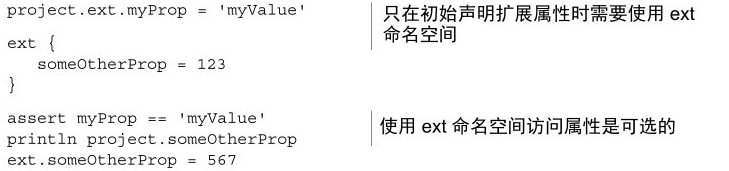 project.ext.myProp = 'myValue'
只在初始声明扩展属性时需要使用 ext
命名空间
ext {
   someOtherProp = 123
}
assert myProp == 'myValue'
println project.someOtherProp
ext.someOtherProp = 567
使用 ext 命名空间访问属性是可选的